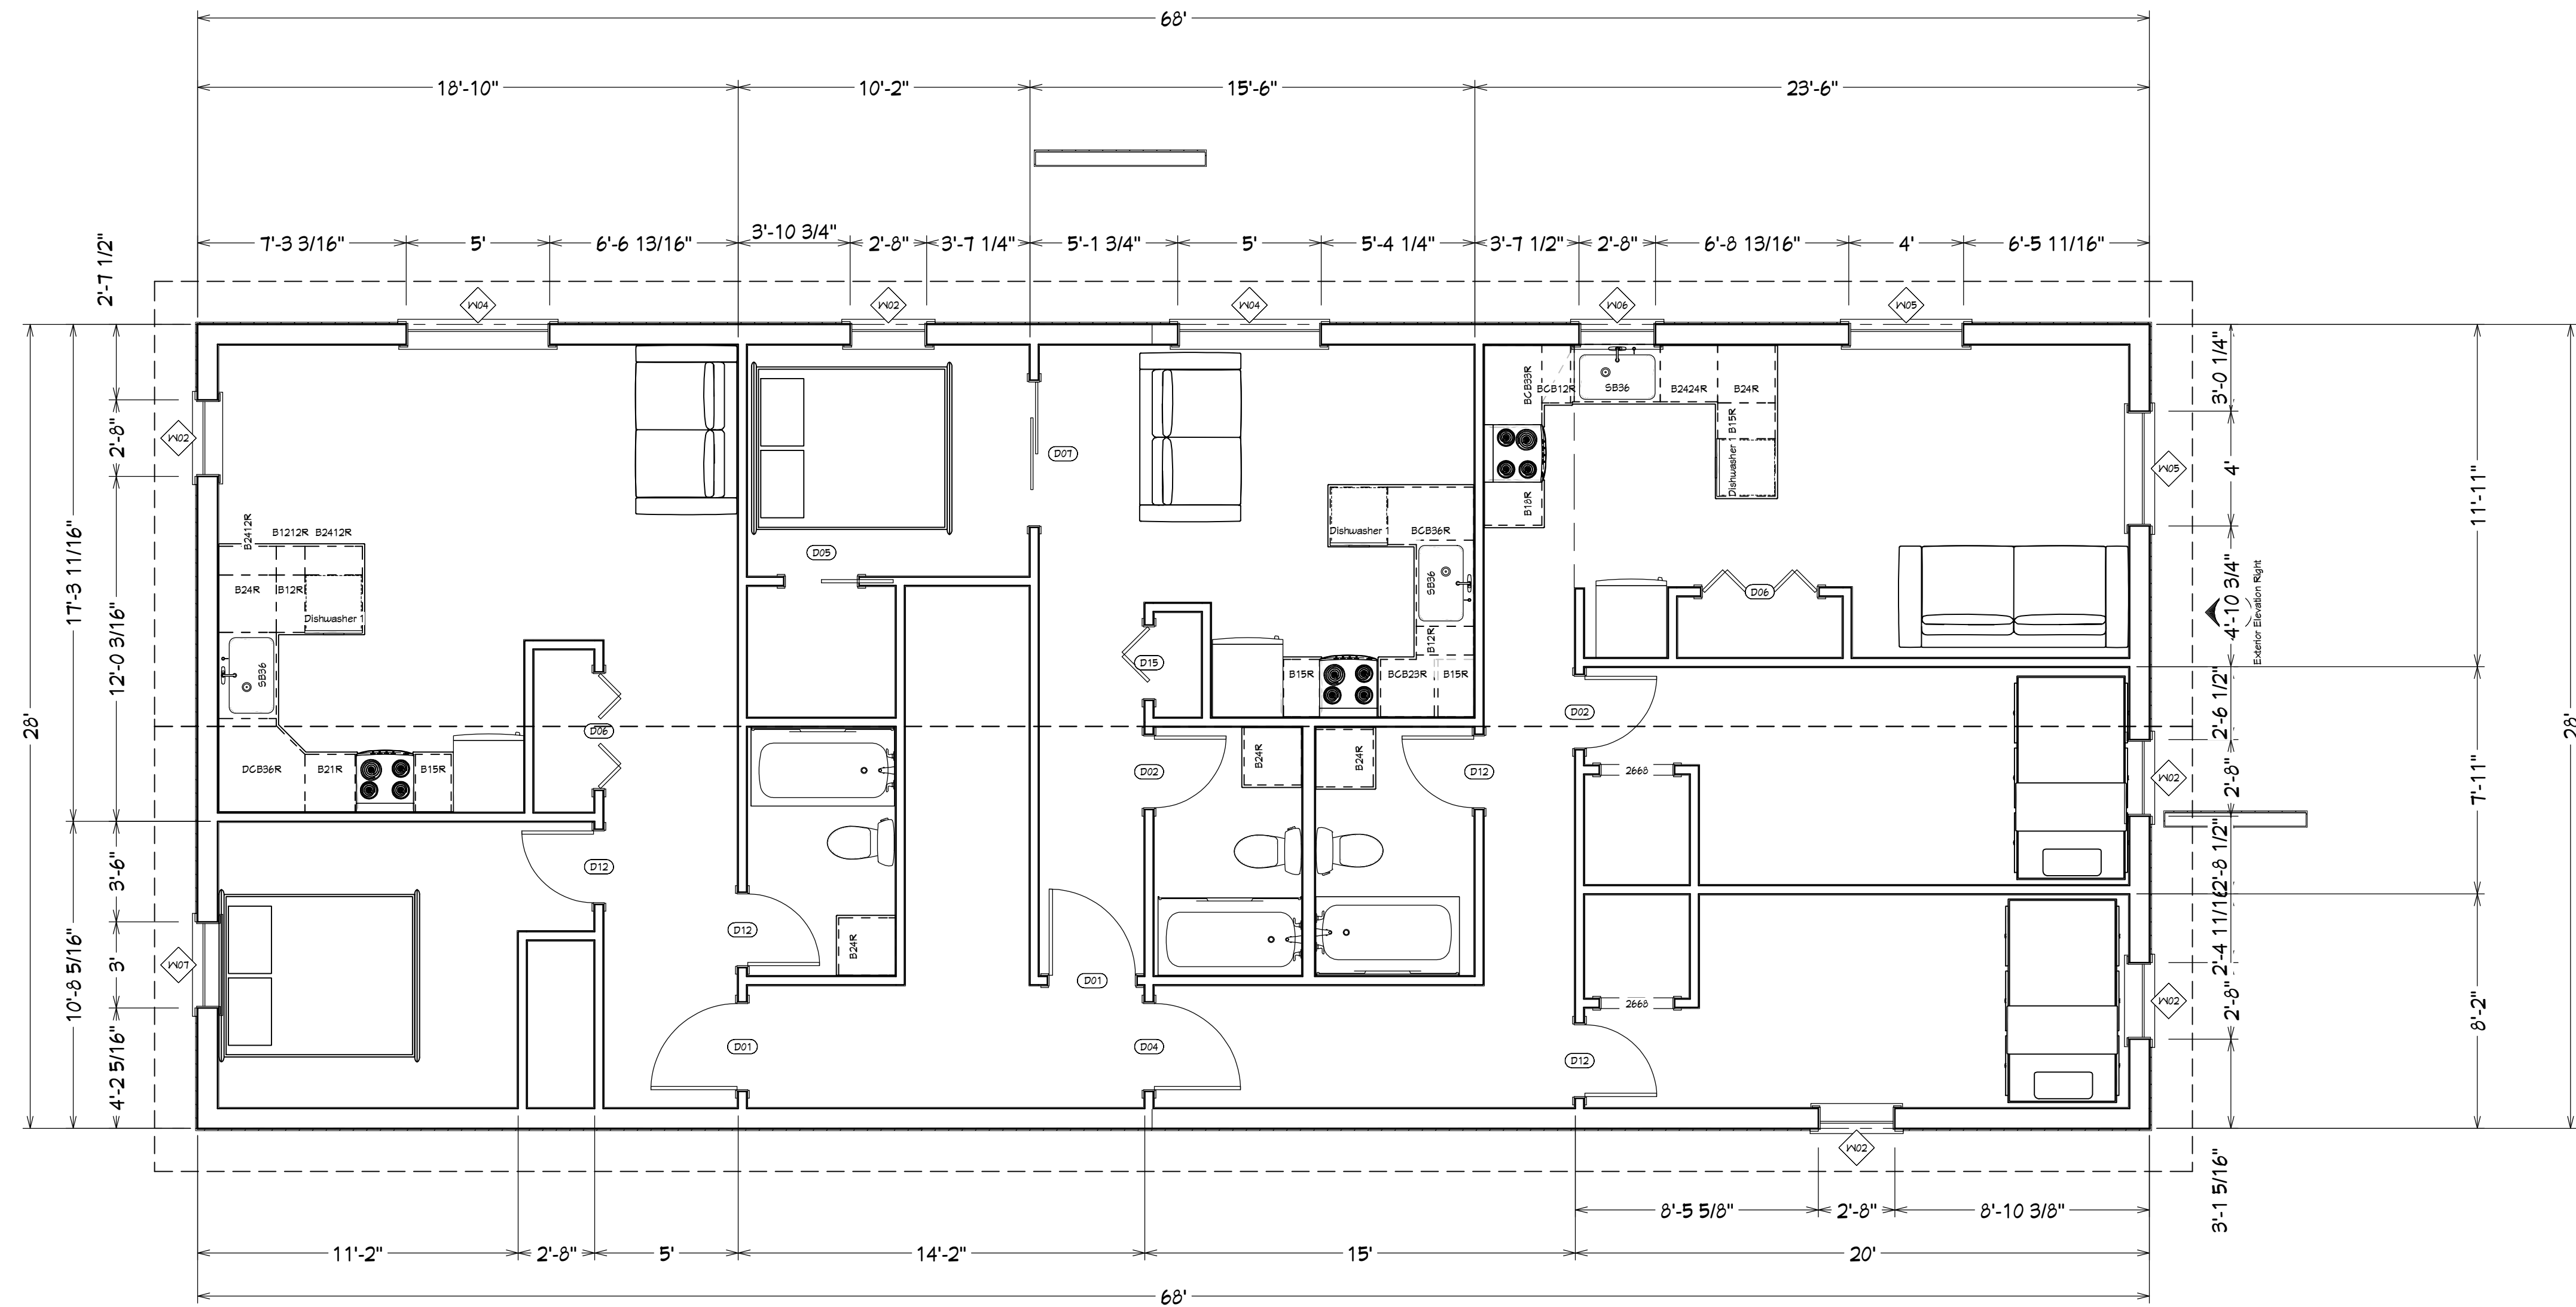 68'
18'-10" 10'-2" 15'-6" 23'-6"
7'-3 3/16" 5' 6'-6 13/16" 3'-10 3/4" 2'-8" 3'-7 1/4" 5'-1 3/4" 5' 5'-4 1/4" 3'-7 1/2" 2'-8" 6'-8 13/16" 4' 6'-5 11/16"
W04 W02 W04 W06 W05
28'
17'-3 11/16"
10'-8 5/16"
2'-7 1/2"
2'-8"
12'-0 3/16"
3'-6"
3'
4'-2 5/16"
W02
W07
B2412R
B1212R B2412R
B24R B12R
Dishwasher 1
SB36
DCB36R B21R B15R
D06
D12
D05
D07
D12
B24R
D01
D01
Dishwasher 1 BCB36R
SB36
B12R
B15R BCB23R B15R
D15
D02
B24R
B24R
D12
D04
BCB33R
BCB12R SB36 B2424R B24R
B15R
Dishwasher 1
B18R
D06
D02
2668
2668
D12
W05
W02
W02
W02
3'-0 1/4"
4'
4'-10 3/4"
2'-6 1/2"
2'-8"
2'-8 1/2"
2'-4 11/16"
2'-8"
3'-1 5/16"
Exterior Elevation Right
11'-11"
7'-11"
8'-2"
28'
8'-5 5/8" 2'-8" 8'-10 3/8"
11'-2" 2'-8" 5' 14'-2" 15' 20'
68'